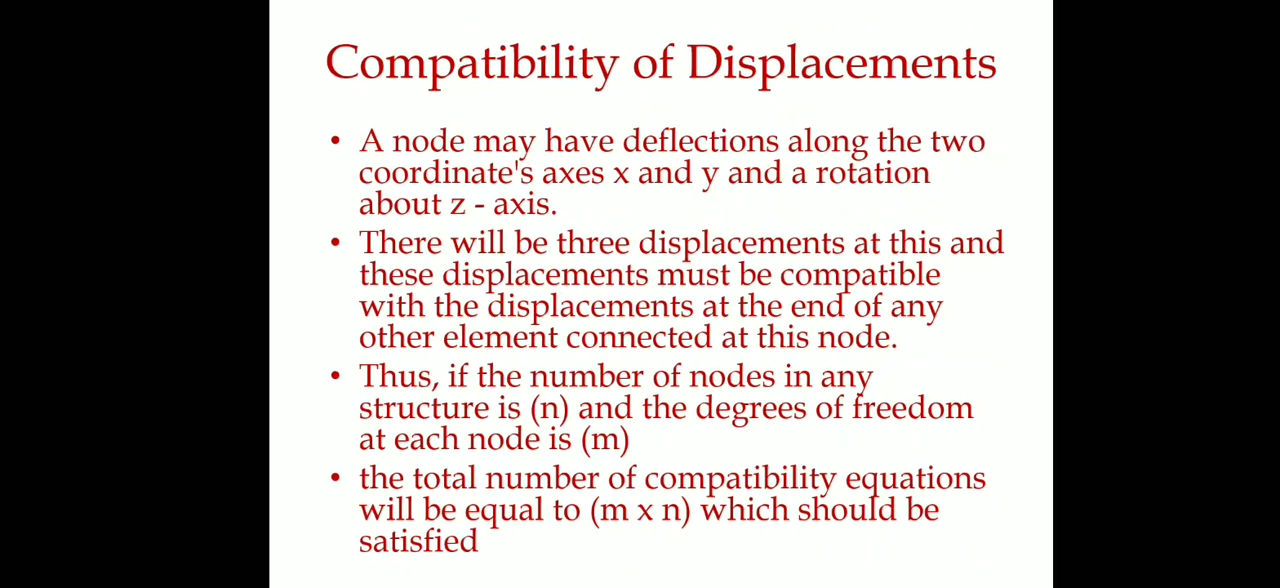 Compatibility of Displacements
• A node may have deflections along the two
coordinate's axes x and y and a rotation
about z - axis.
• There will be three displacements at this and
these displacements must be compatible
with the displacements at the end of any
other element connected at this node.
• Thus, if the number of nodes in any
structure is (n) and the degrees of freedom
at each node is (m)
• the total number of compatibility equations
will be equal to (m x n) which should be
satisfied